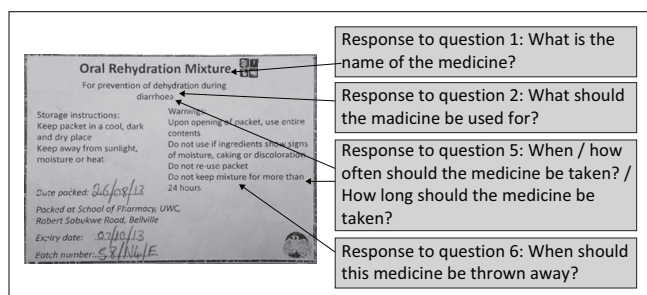 Oral Rehydration Mixture
For prevention of dehydration during
diarrhoea
Storage instructions:
Keep packet in a cool, dark
and dry place
Keep away from sunlight,
moisture or heat
Warnings:
Upon opening of packet, use entire
contents
Do not use if ingredients show signs
of moisture, caking or discoloration
Do not re-use packet
Do not keep mixture for more than
24 hours
Date packed: 26/08/13
Packed at School of Pharmacy, UWC,
Robert Sobukwe Road, Bellville
Expiry date: 07/10/13
Batch number:
Response to question 1: What is the
name of the medicine?
Response to question 2: What should
the madicine be used for?
Response to question 5: When / how
often should the medicine be taken? /
How long should the medicine be
taken?
Response to question 6: When should
this medicine be thrown away?